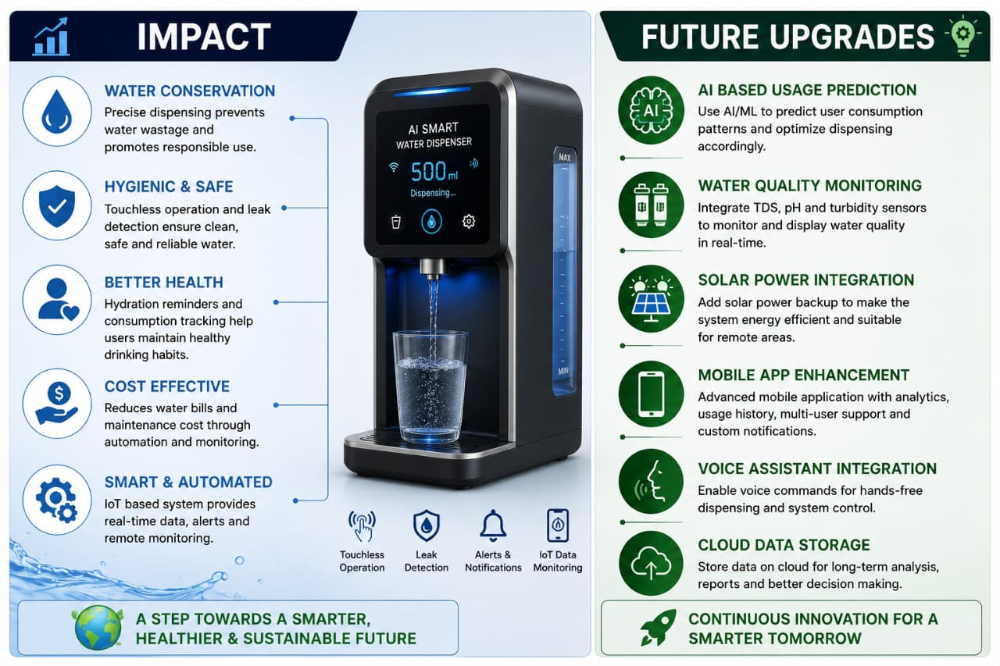 IMPACT
WATER CONSERVATION
Precise dispensing prevents
water wastage and
promotes responsible use.
HYGIENIC & SAFE
Touchless operation and leak
detection ensure clean,
safe and reliable water.
BETTER HEALTH
Hydration reminders and
consumption tracking help
users maintain healthy
drinking habits.
$
COST EFFECTIVE
Reduces water bills and
maintenance cost through
automation and monitoring.
SMART & AUTOMATED
IoT based system provides
real-time data, alerts and
remote monitoring.
AI SMART
WATER DISPENSER
500 ml
Dispensing...
MAX
MIN
Touchless
Operation
Leak
Detection
Alerts &
Notifications
IoT Data
Monitoring
A STEP TOWARDS A SMARTER,
HEALTHIER & SUSTAINABLE FUTURE
FUTURE UPGRADES
AI
AI BASED USAGE PREDICTION
Use AI/ML to predict user consumption
patterns and optimize dispensing
accordingly.
WATER QUALITY MONITORING
Integrate TDS, pH and turbidity sensors
to monitor and display water quality
in real-time.
SOLAR POWER INTEGRATION
Add solar power backup to make the
system energy efficient and suitable
for remote areas.
MOBILE APP ENHANCEMENT
Advanced mobile application with analytics,
usage history, multi-user support and
custom notifications.
VOICE ASSISTANT INTEGRATION
Enable voice commands for hands-free
dispensing and system control.
CLOUD DATA STORAGE
Store data on cloud for long-term analysis,
reports and better decision making.
CONTINUOUS INNOVATION FOR A
SMARTER TOMORROW